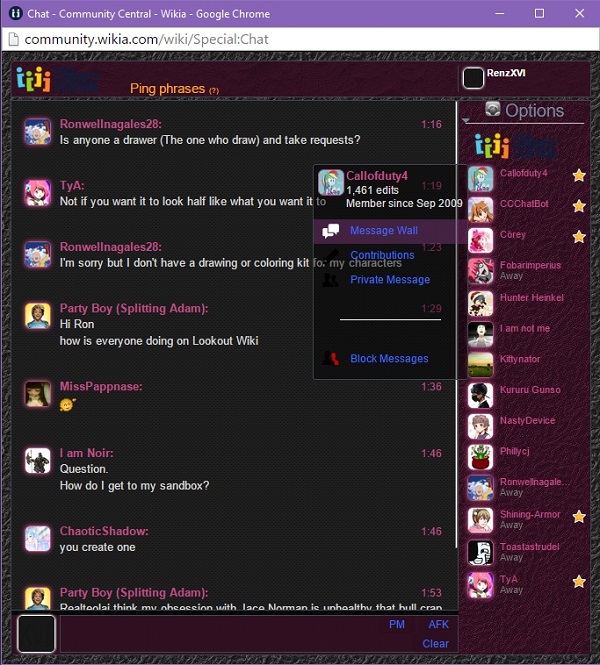 Chat - Community Central - Wikia - Google Chrome
community.wikia.com/wiki/Special:Chat
Ping phrases (?)
RenzXVI
Ronwellnagales28: 1:16
Is anyone a drawer (The one who draw) and take requests?
TyA: 1:19
Not if you want it to look half like what you want it to
Ronwellnagales28: 1:23
I'm sorry but I don't have a drawing or coloring kit for my characters
Party Boy (Splitting Adam): 1:29
Hi Ron
how is everyone doing on Lookout Wiki
MissPappnase: 1:36
I am Noir: 1:46
Question.
How do I get to my sandbox?
ChaoticShadow: 1:46
you create one
Party Boy (Splitting Adam): 1:53
Realteolai think my obsession with Jace Norman is unhealthy that bull crap
Callofduty4
1,461 edits
Member since Sep 2009
Message Wall
Contributions
Private Message
Block Messages
Options
Callofduty4
CCChatBot
Corey
Fobarimperius
Away
Hunter Heinkel
I am not me
Kittynator
Kururu Gunso
NastyDevice
Phillycj
Ronwellnagale...
Away
Shining-Armor
Away
Toastastrudel
Away
TyA
Away
PM AFK
Clear